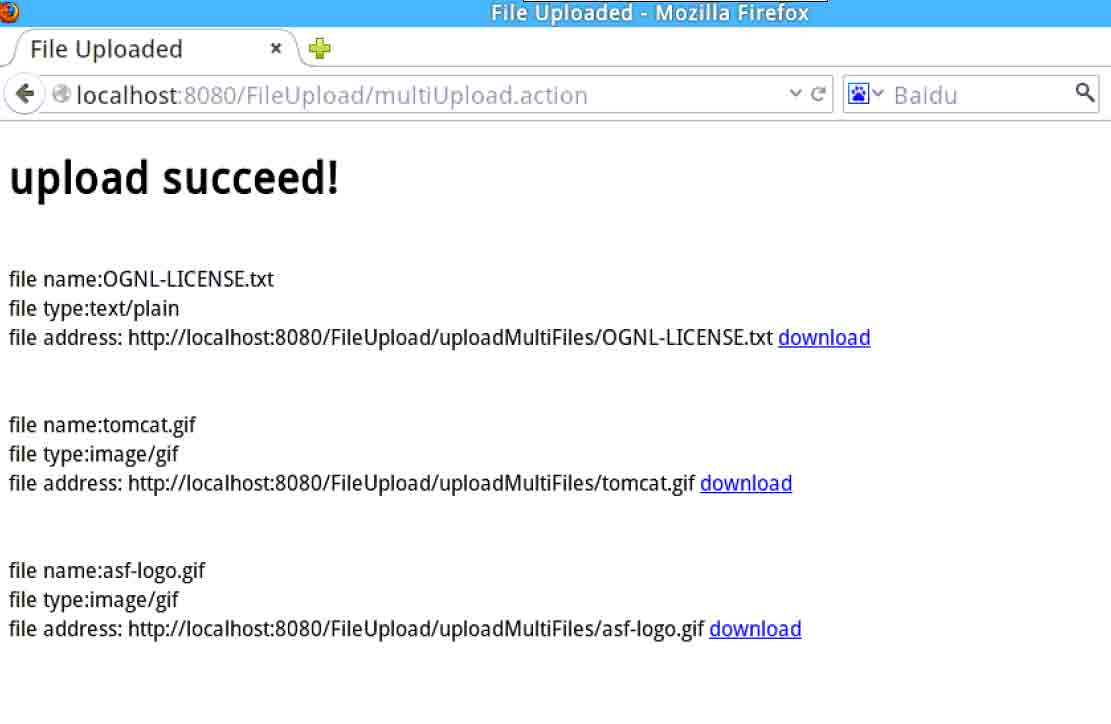 File Uploaded - Mozilla Firefox
File Uploaded
localhost:8080/FileUpload/multiUpload.action
Baidu
upload succeed!
file name:OGNL-LICENSE.txt
file type:text/plain
file address: http://localhost:8080/FileUpload/uploadMultiFiles/OGNL-LICENSE.txt download
file name:tomcat.gif
file type:image/gif
file address: http://localhost:8080/FileUpload/uploadMultiFiles/tomcat.gif download
file name:asf-logo.gif
file type:image/gif
file address: http://localhost:8080/FileUpload/uploadMultiFiles/asf-logo.gif download